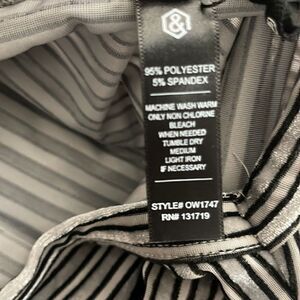 &
95% POLYESTER
5% SPANDEX
MACHINE WASH WARM
ONLY NON CHLORINE
BLEACH
WHEN NEEDED
TUMBLE DRY
MEDIUM
LIGHT IRON
IF NECESSARY
STYLE# OW1747
RN# 131719